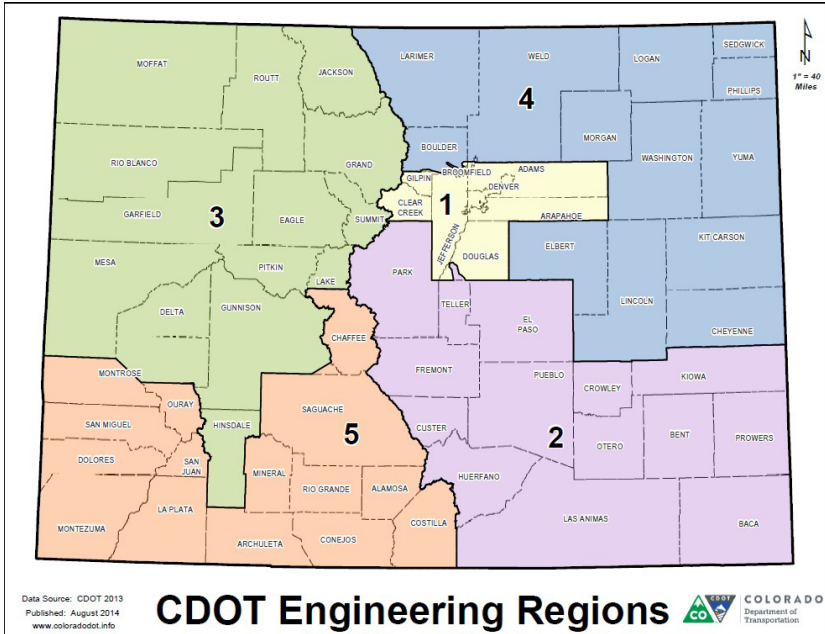 MOFFAT
ROUTT
JACKSON
LARIMER
WELD
LOGAN
SEDGWICK
N
1" = 40
Miles
PHILLIPS
4
MORGAN
BOULDER
WASHINGTON
YUMA
RIO BLANCO
GRAND
GILPIN
BROOMFIELD
ADAMS
DENVER
CLEAR
CREEK
1
ARAPAHOE
GARFIELD
3
EAGLE
SUMMIT
JEFFERSON
DOUGLAS
ELBERT
KIT CARSON
MESA
PITKIN
LAKE
PARK
TELLER
LINCOLN
DELTA
GUNNISON
CHAFFEE
EL
PASO
CHEYENNE
MONTROSE
FREMONT
PUEBLO
CROWLEY
KIOWA
OURAY
SAGUACHE
SAN MIGUEL
HINSDALE
5
CUSTER
2
OTERO
BENT
PROWERS
DOLORES
SAN
JUAN
MINERAL
RIO GRANDE
ALAMOSA
HUERFANO
LA PLATA
COSTILLA
MONTEZUMA
ARCHULETA
CONEJOS
LAS ANIMAS
BACA
Data Source: CDOT 2013
Published: August 2014
www.coloradodot.info
CDOT Engineering Regions
CO
CDOT
COLORADO
Department of
Transportation